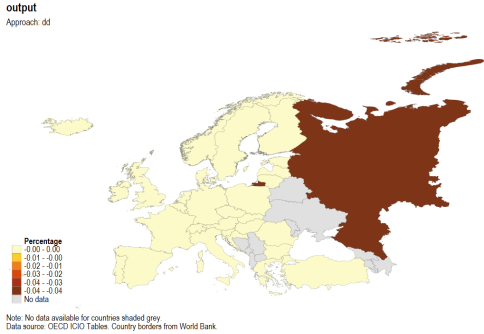 output
Approach: dd
Percentage
-0.00 - 0.00
-0.01 - -0.00
-0.02 - -0.01
-0.03 - -0.02
-0.04 - -0.03
-0.04 - -0.04
No data
Note: No data available for countries shaded grey.
Data source: OECD ICIO Tables. Country borders from World Bank.